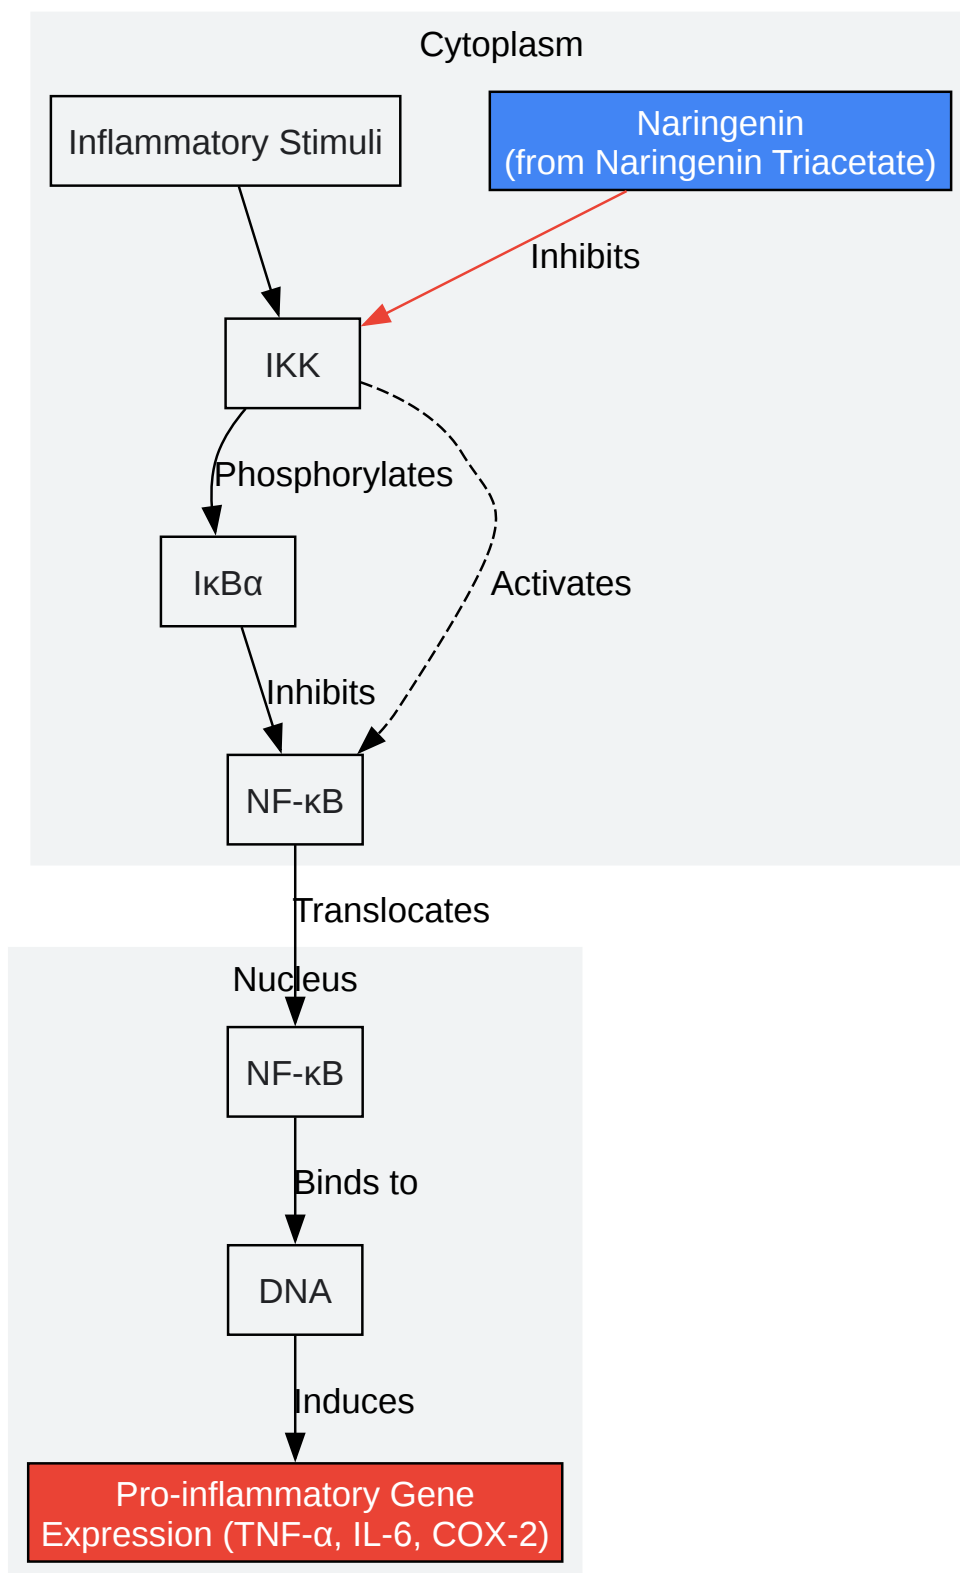 Cytoplasm
Inflammatory Stimuli
Naringenin
(from Naringenin Triacetate)
Inhibits
IKK
Phosphorylates
IκBα
Activates
Inhibits
NF-κB
Translocates
Nucleus
NF-κB
Binds to
DNA
Induces
Pro-inflammatory Gene
Expression (TNF-α, IL-6, COX-2)